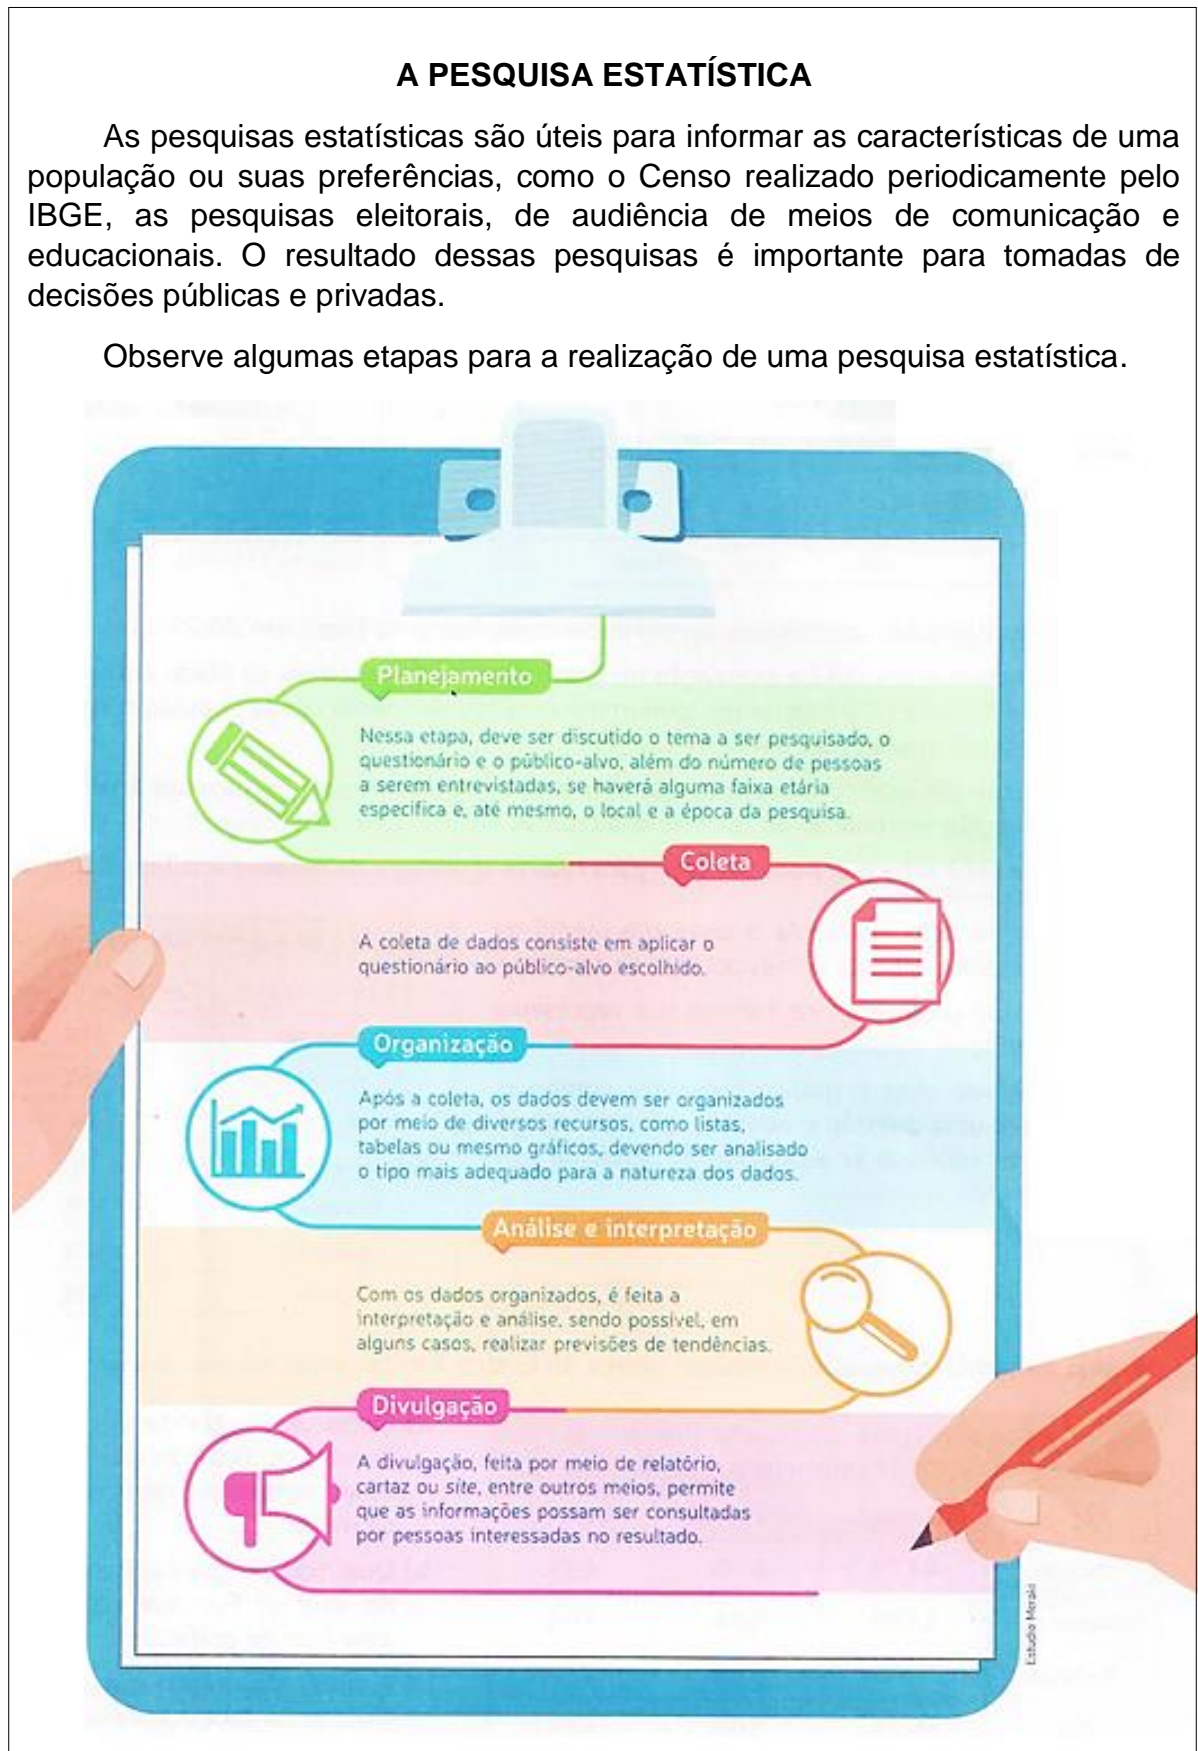 A PESQUISA ESTATÍSTICA
As pesquisas estatísticas são úteis para informar as características de uma
população ou suas preferências, como o Censo realizado periodicamente pelo
IBGE, as pesquisas eleitorais, de audiência de meios de comunicação e
educacionais. O resultado dessas pesquisas é importante para tomadas de
decisões públicas e privadas.
Observe algumas etapas para a realização de uma pesquisa estatística.
Planejamento
Nessa etapa, deve ser discutido o tema a ser pesquisado, o
questionário e o público-alvo, além do número de pessoas
a serem entrevistadas, se haverá alguma faixa etária
específica e, até mesmo, o local e a época da pesquisa.
Coleta
A coleta de dados consiste em aplicar o
questionário ao público-alvo escolhido.
Organização
Após a coleta, os dados devem ser organizados
por meio de diversos recursos, como listas,
tabelas ou mesmo gráficos, devendo ser analisado
o tipo mais adequado para a natureza dos dados.
Análise e interpretação
Com os dados organizados, é feita a
interpretação e análise, sendo possível, em
alguns casos, realizar previsões de tendências.
Divulgação
A divulgação, feita por meio de relatório,
cartaz ou site, entre outros meios, permite
que as informações possam ser consultadas
por pessoas interessadas no resultado.
Estudio Meraki